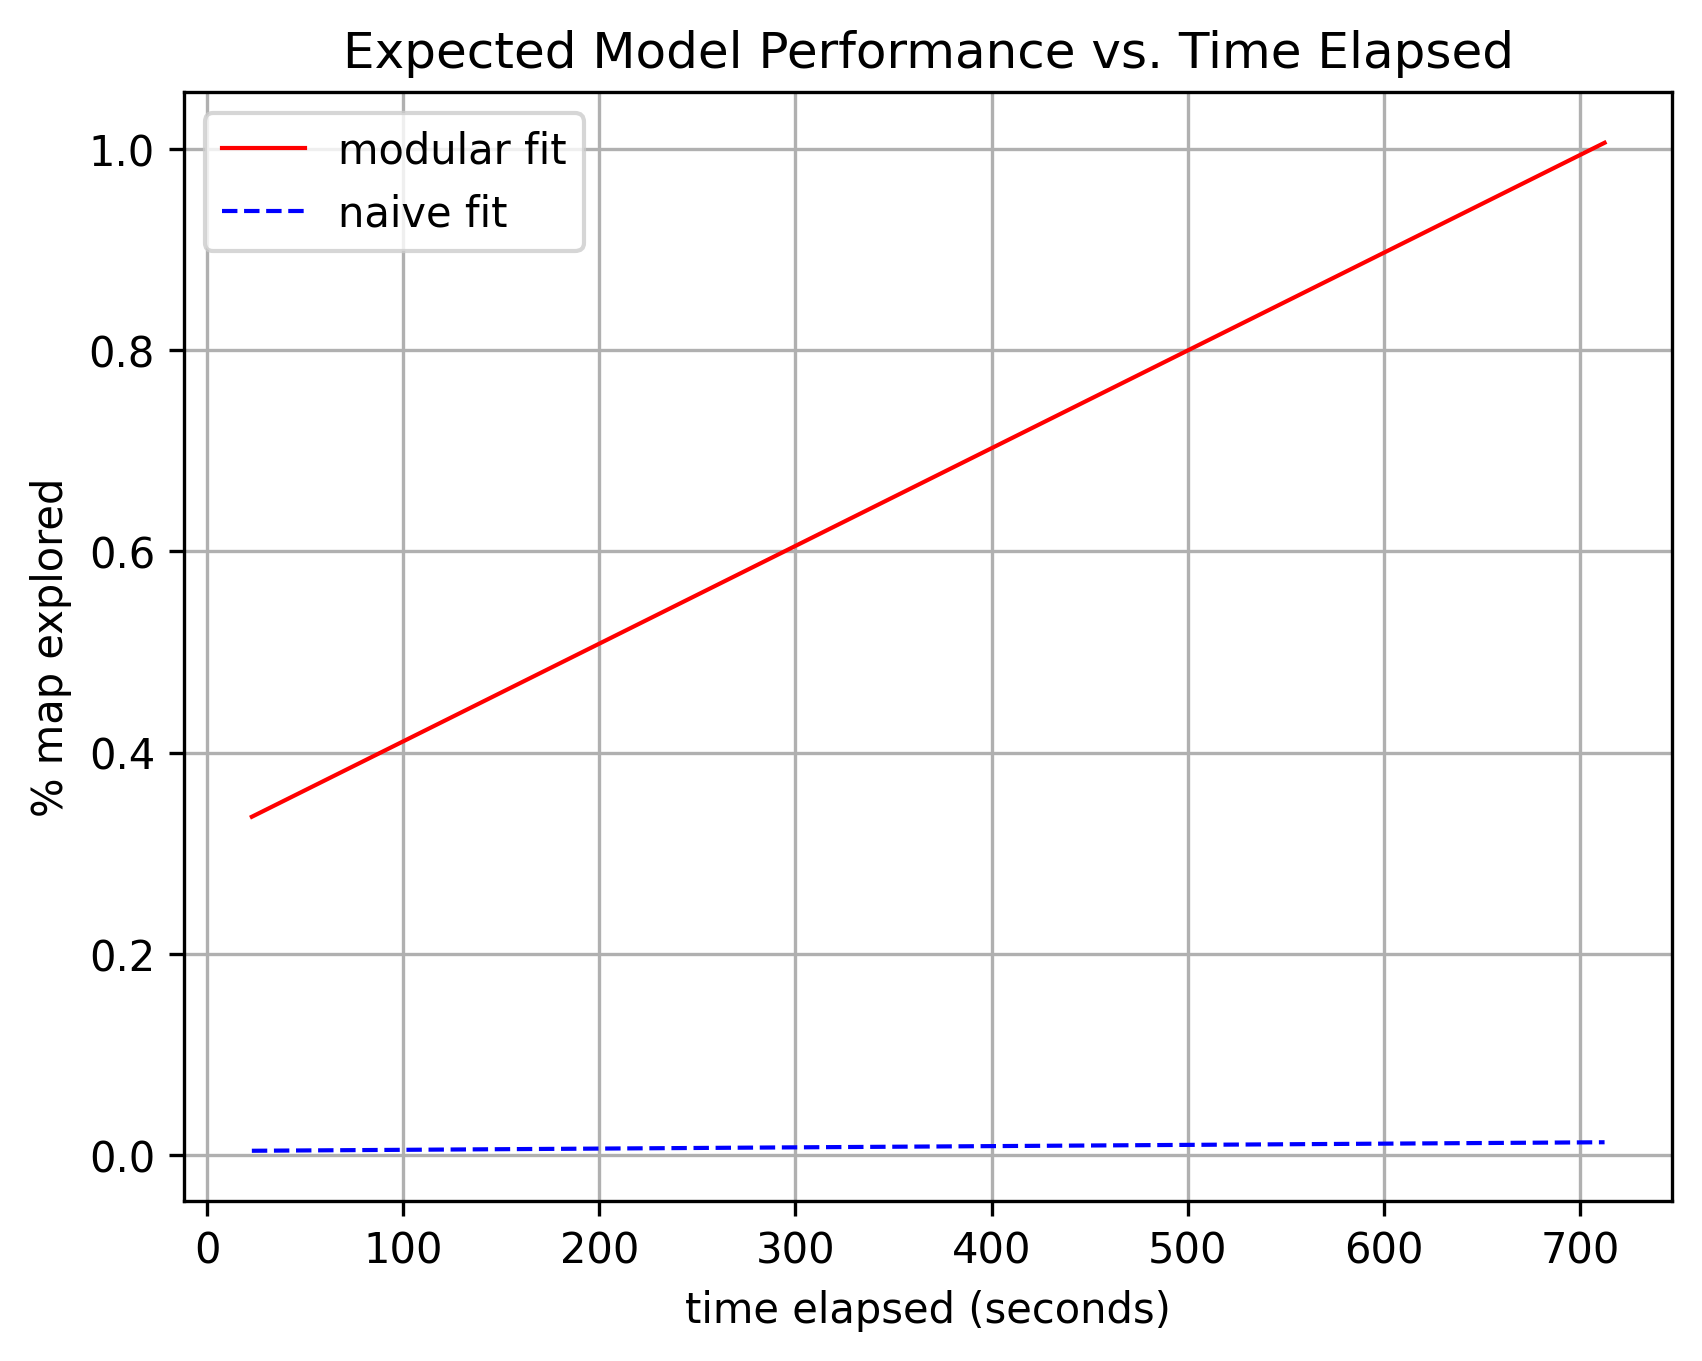 Expected Model Performance vs. Time Elapsed
modular fit
naive fit
% map explored
1.0
0.8
0.6
0.4
0.2
0.0
0 100 200 300 400 500 600 700
time elapsed (seconds)